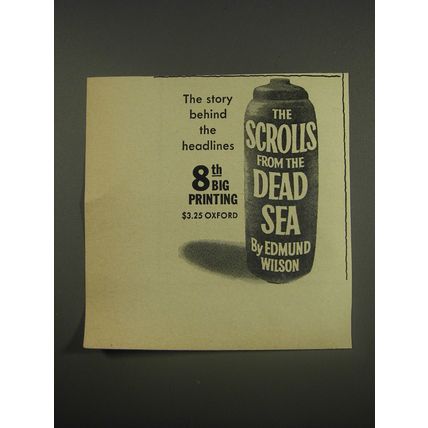 The story
behind
the
headlines
8th
BIG
PRINTING
$3.25 OXFORD
THE
SCROLLS
FROM THE
DEAD
SEA
By EDMUND
WILSON